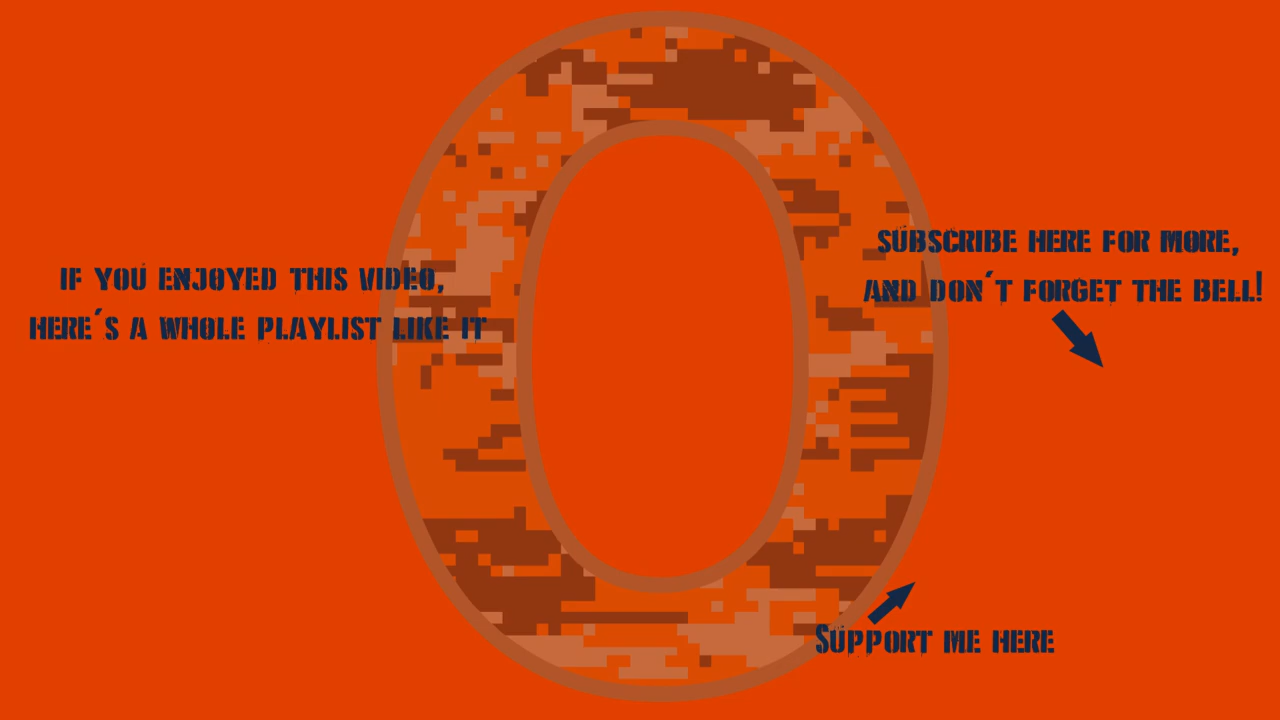 IF YOU ENJOYED THIS VIDEO,
HERE'S A WHOLE PLAYLIST LIKE IT
SUBSCRIBE HERE FOR MORE,
AND DON'T FORGET THE BELL!
SUPPORT ME HERE
O